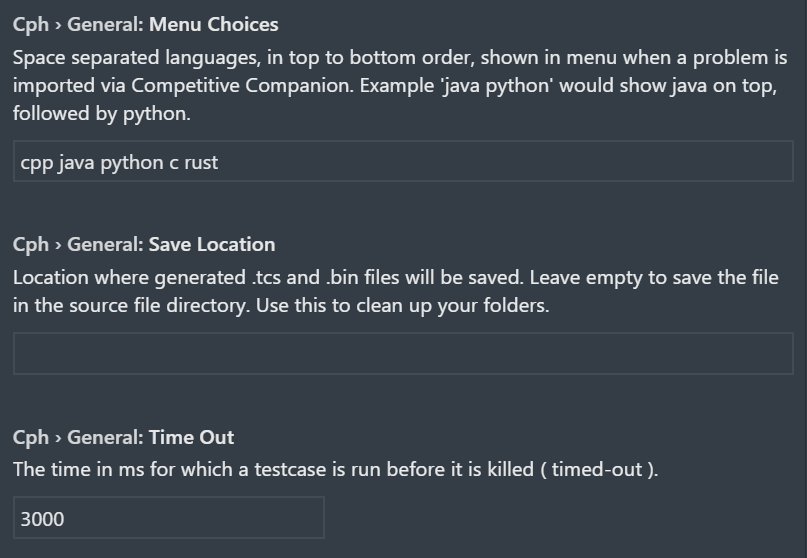 Cph › General: Menu Choices
Space separated languages, in top to bottom order, shown in menu when a problem is
imported via Competitive Companion. Example 'java python' would show java on top,
followed by python.
cpp java python c rust
Cph › General: Save Location
Location where generated .tcs and .bin files will be saved. Leave empty to save the file
in the source file directory. Use this to clean up your folders.
Cph › General: Time Out
The time in ms for which a testcase is run before it is killed ( timed-out ).
3000